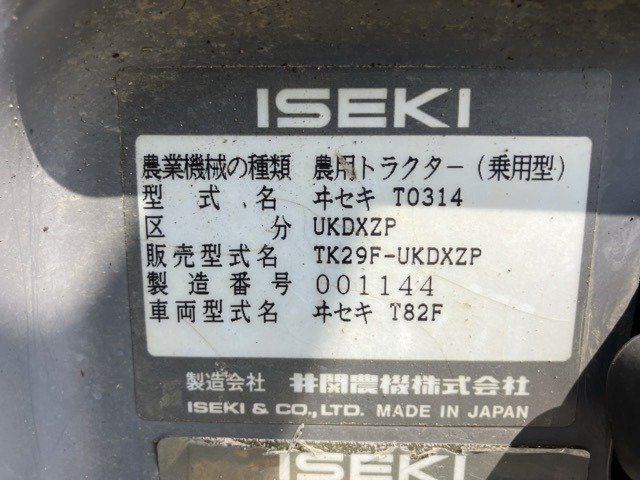 ISEKI
農業機械の種類 農用トラクター(乗用型)
型式名 ヰセキ TO314
区分 UKDXZP
販売型式名 TK29F-UKDXZP
製造番号 001144
車両型式名 ヰセキ T82F
製造会社 井関農機株式会社
ISEKI & CO.,LTD. MADE IN JAPAN
ISEKI